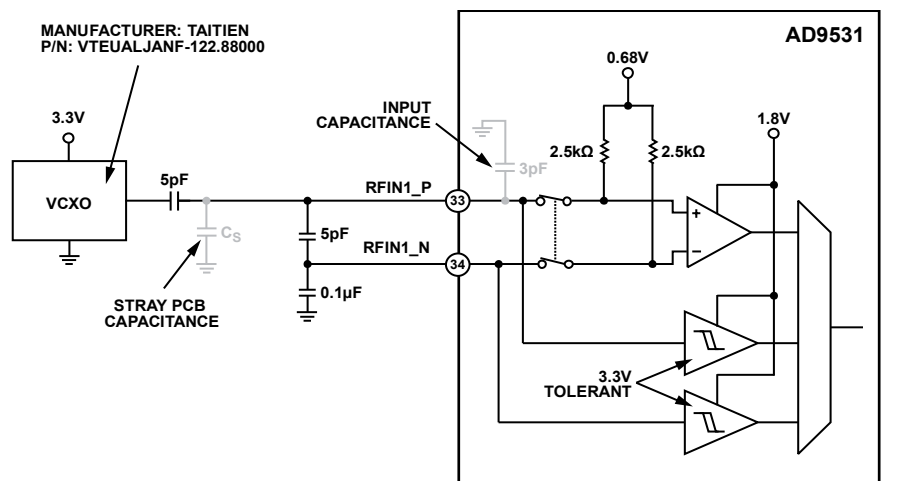 MANUFACTURER: TAITIEN
P/N: VTEUALJANF-122.88000
AD9531
0.68V
3.3V
INPUT
CAPACITANCE
1.8V
2.5kΩ
2.5kΩ
3pF
VCXO
5pF
RFIN1_P
33
+
CS
5pF
RFIN1_N
34
−
0.1µF
STRAY PCB
CAPACITANCE
3.3V
TOLERANT